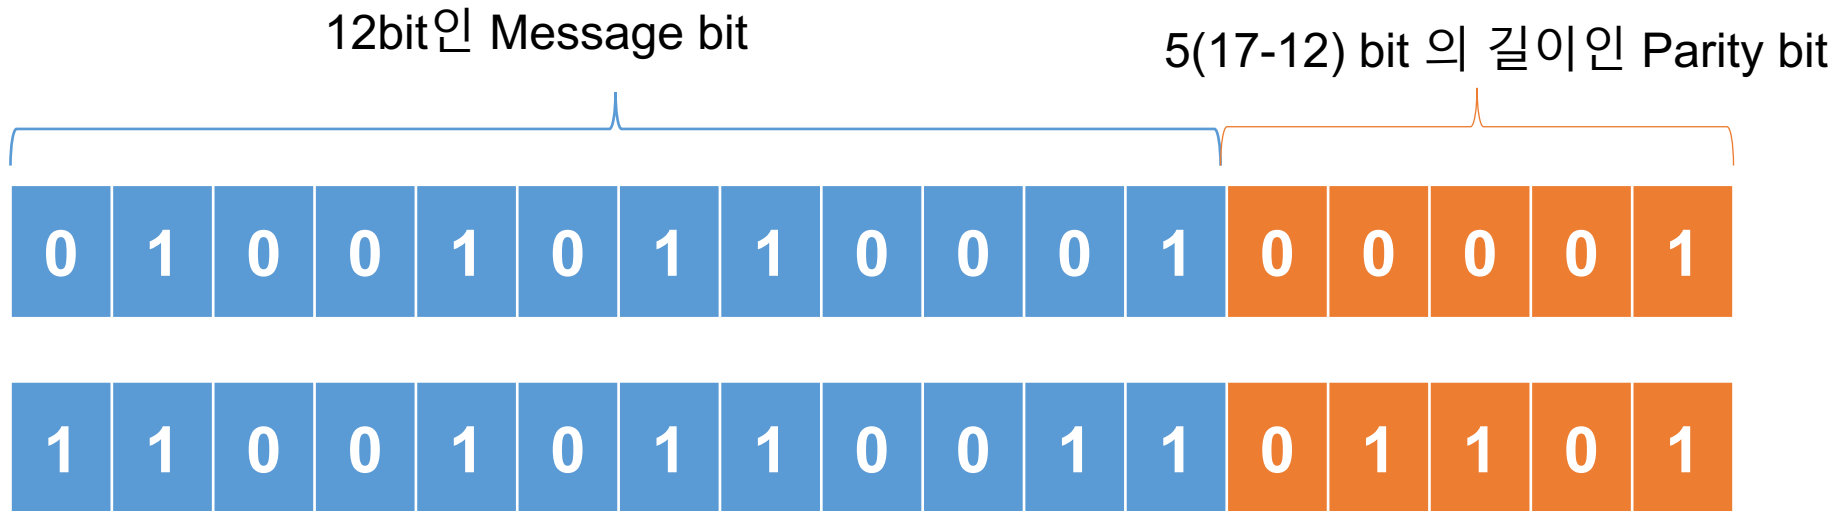 12bit인 Message bit
5(17-12) bit 의 길이인 Parity bit
0 1 0 0 1 0 1 1 0 0 0 1 0 0 0 0 1
1 1 0 0 1 0 1 1 0 0 1 1 0 1 1 0 1